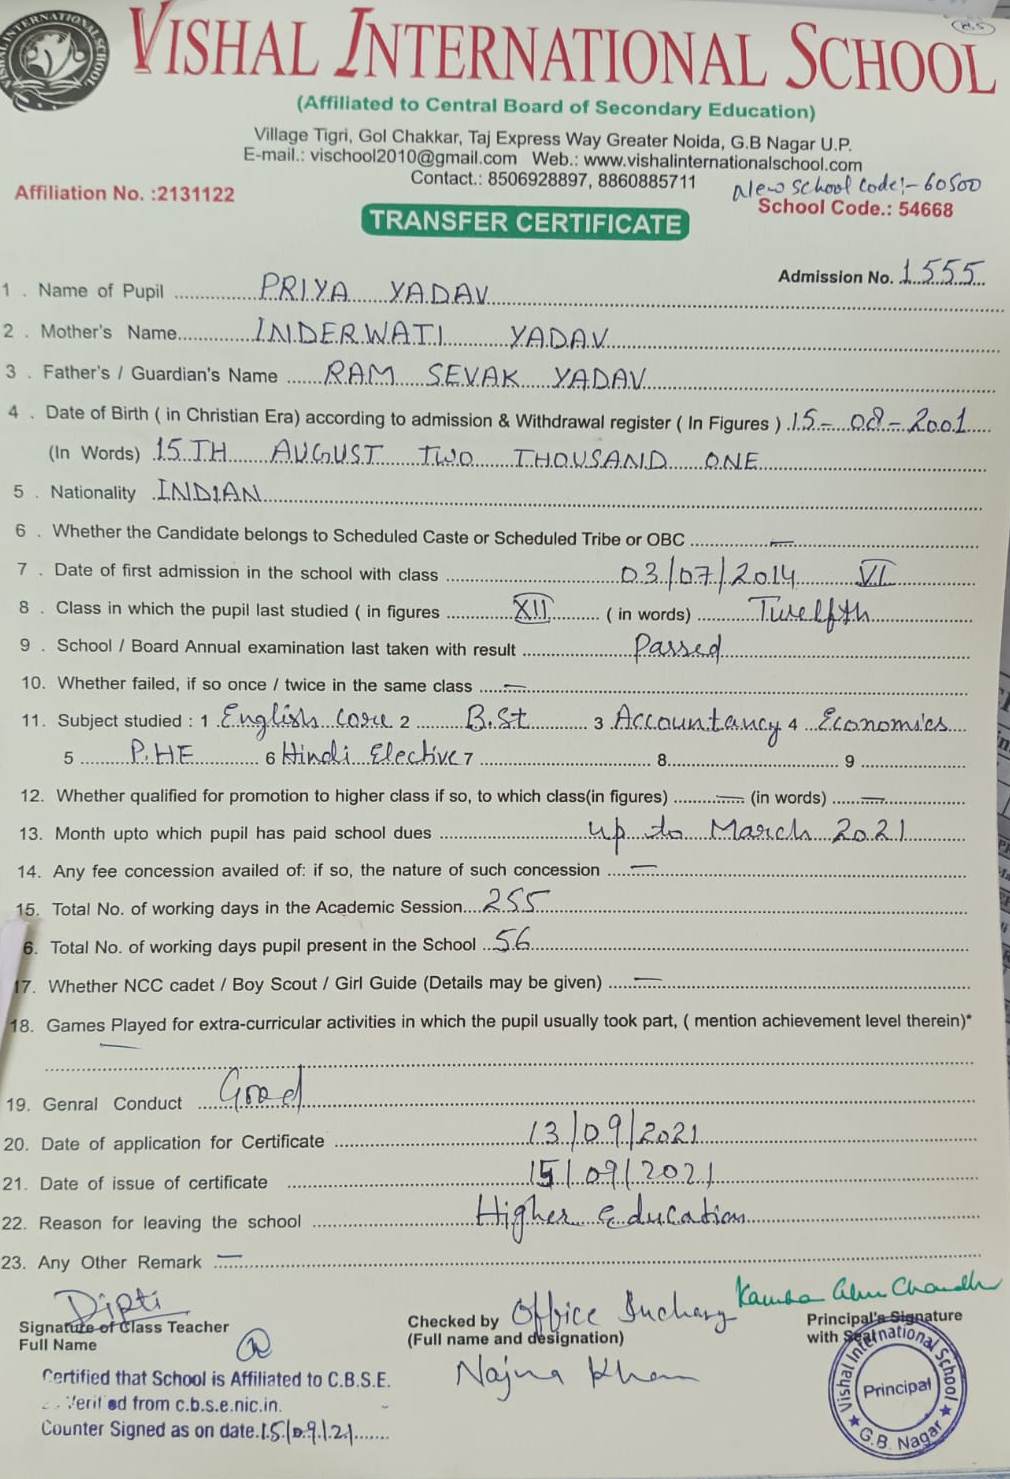 VISHAL INTERNATIONAL SCHOOL
(Affiliated to Central Board of Secondary Education)
Village Tigri, Gol Chakkar, Taj Express Way Greater Noida, G.B Nagar U.P.
E-mail.: vischool2010@gmail.com Web.: www.vishalinternationalschool.com
Contact.: 8506928897, 8860885711
New School Code:- 60500
Affiliation No. :2131122
School Code.: 54668
TRANSFER CERTIFICATE
Admission No. 1555
1 . Name of Pupil PRIYA YADAV
2 . Mother's Name INDERWATI YADAV
3 . Father's / Guardian's Name RAM SEVAK YADAV
4 . Date of Birth ( in Christian Era) according to admission & Withdrawal register ( In Figures ) 15-08-2001
(In Words) 15TH AUGUST TWO THOUSAND ONE
5 . Nationality INDIAN
6 . Whether the Candidate belongs to Scheduled Caste or Scheduled Tribe or OBC —
7 . Date of first admission in the school with class 03/07/2014 VI
8 . Class in which the pupil last studied ( in figures XII ( in words) Twelfth
9 . School / Board Annual examination last taken with result Passed
10. Whether failed, if so once / twice in the same class —
11. Subject studied : 1 English core 2 B.St 3 Accountancy 4 Economics
5 P.HE 6 Hindi Elective 7 8 9
12. Whether qualified for promotion to higher class if so, to which class(in figures) — (in words) —
13. Month upto which pupil has paid school dues up to March 2021
14. Any fee concession availed of: if so, the nature of such concession —
15. Total No. of working days in the Academic Session 255
6. Total No. of working days pupil present in the School 56
17. Whether NCC cadet / Boy Scout / Girl Guide (Details may be given) —
18. Games Played for extra-curricular activities in which the pupil usually took part, ( mention achievement level therein)*
—
19. Genral Conduct Good
20. Date of application for Certificate 13/09/2021
21. Date of issue of certificate 15/09/2021
22. Reason for leaving the school Higher Education
23. Any Other Remark —
Dipti
Signature of Class Teacher
Full Name
Checked by Office Incharg
(Full name and designation)
Najma Khan
Principal's Signature
with Seal
Certified that School is Affiliated to C.B.S.E.
Verified from c.b.s.e.nic.in.
Counter Signed as on date 15/09/21
Vishal International School
Principal
G.B. Nagar